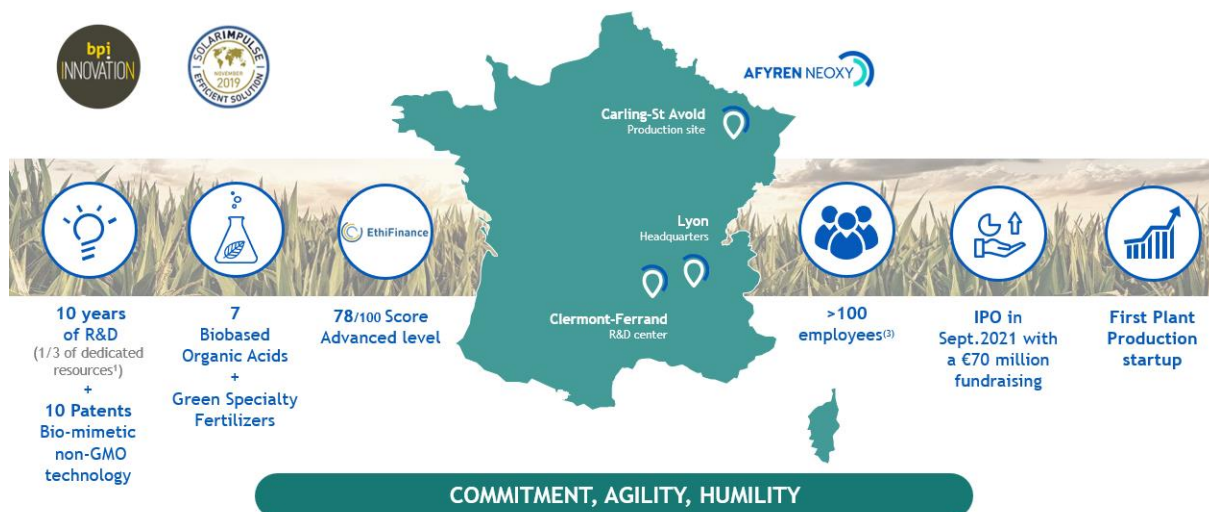 bpi
INNOVATION
SOLARIMPULSE
NOVEMBER
2019
EFFICIENT SOLUTION
AFYREN NEOXY
Carling-St Avold
Production site
Lyon
Headquarters
Clermont-Ferrand
R&D center
EthiFinance
10 years
of R&D
(1/3 of dedicated
resources¹)
+
10 Patents
Bio-mimetic
non-GMO
technology
7
Biobased
Organic Acids
+
Green Specialty
Fertilizers
78/100 Score
Advanced level
>100
employees⁽³⁾
IPO in
Sept.2021 with
a €70 million
fundraising
First Plant
Production
startup
COMMITMENT, AGILITY, HUMILITY